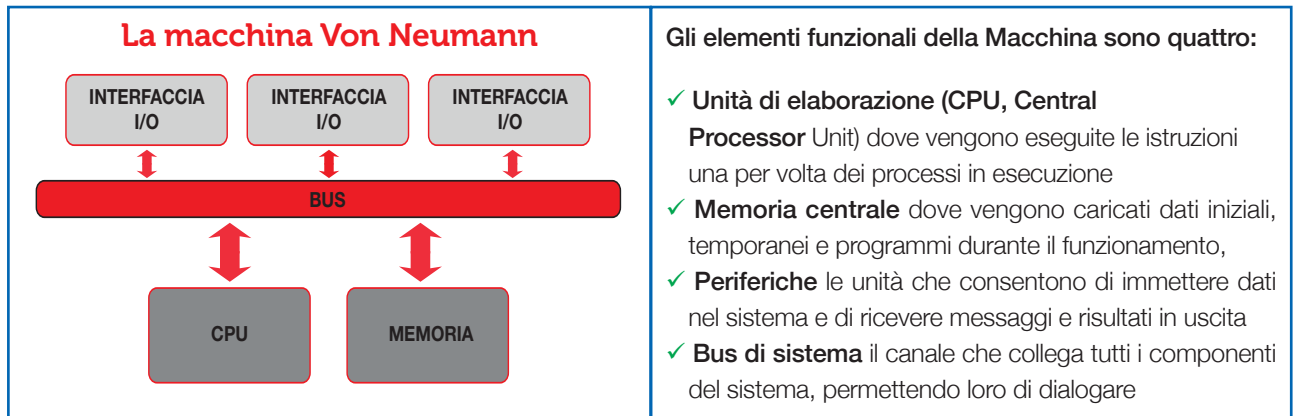 La macchina Von Neumann
INTERFACCIA
I/O
INTERFACCIA
I/O
INTERFACCIA
I/O
BUS
CPU
MEMORIA
Gli elementi funzionali della Macchina sono quattro:
✓ Unità di elaborazione (CPU, Central
Processor Unit) dove vengono eseguite le istruzioni
una per volta dei processi in esecuzione
✓ Memoria centrale dove vengono caricati dati iniziali,
temporanei e programmi durante il funzionamento,
✓ Periferiche le unità che consentono di immettere dati
nel sistema e di ricevere messaggi e risultati in uscita
✓ Bus di sistema il canale che collega tutti i componenti
del sistema, permettendo loro di dialogare